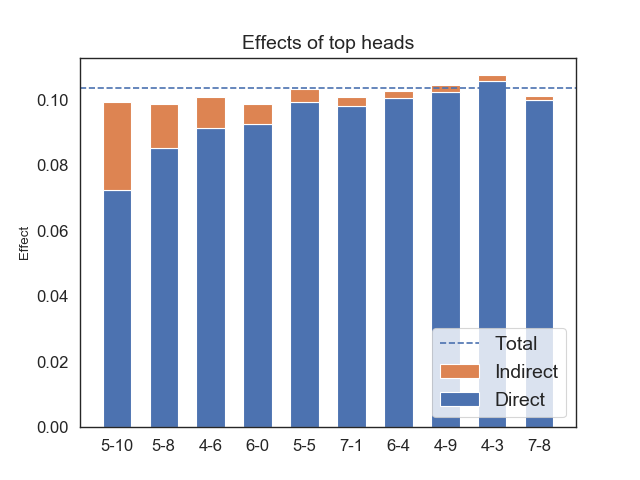 Effects of top heads
Effect
0.10
0.08
0.06
0.04
0.02
0.00
Total
Indirect
Direct
5-10 5-8 4-6 6-0 5-5 7-1 6-4 4-9 4-3 7-8